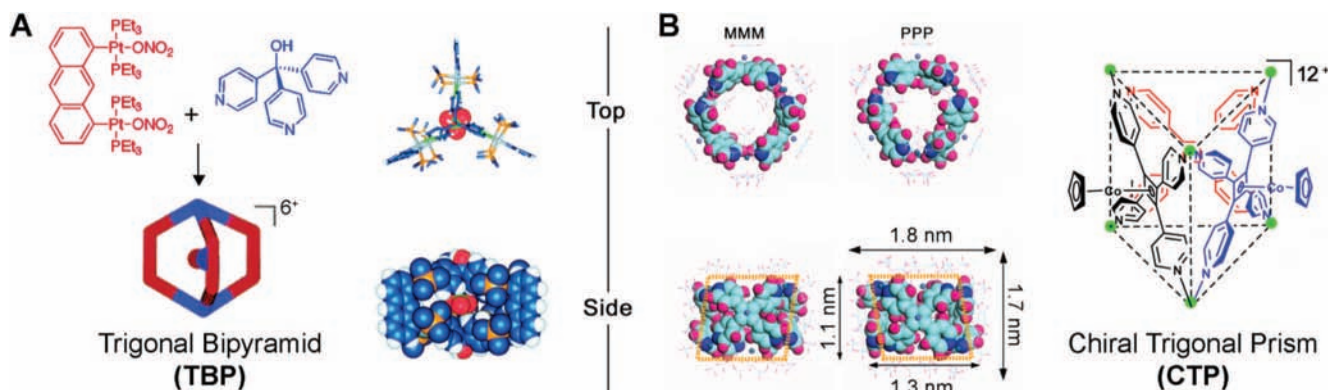 A
PEt₃
Pt-ONO₂
PEt₃
PEt₃
Pt-ONO₂
PEt₃
+
OH
N
N
N
6⁺
Trigonal Bipyramid
(TBP)
Top
Side
B
MMM
PPP
1.8 nm
1.1 nm
1.7 nm
1.3 nm
12⁺
N
N
N
Co
Co
N
N
N
N
Chiral Trigonal Prism
(CTP)